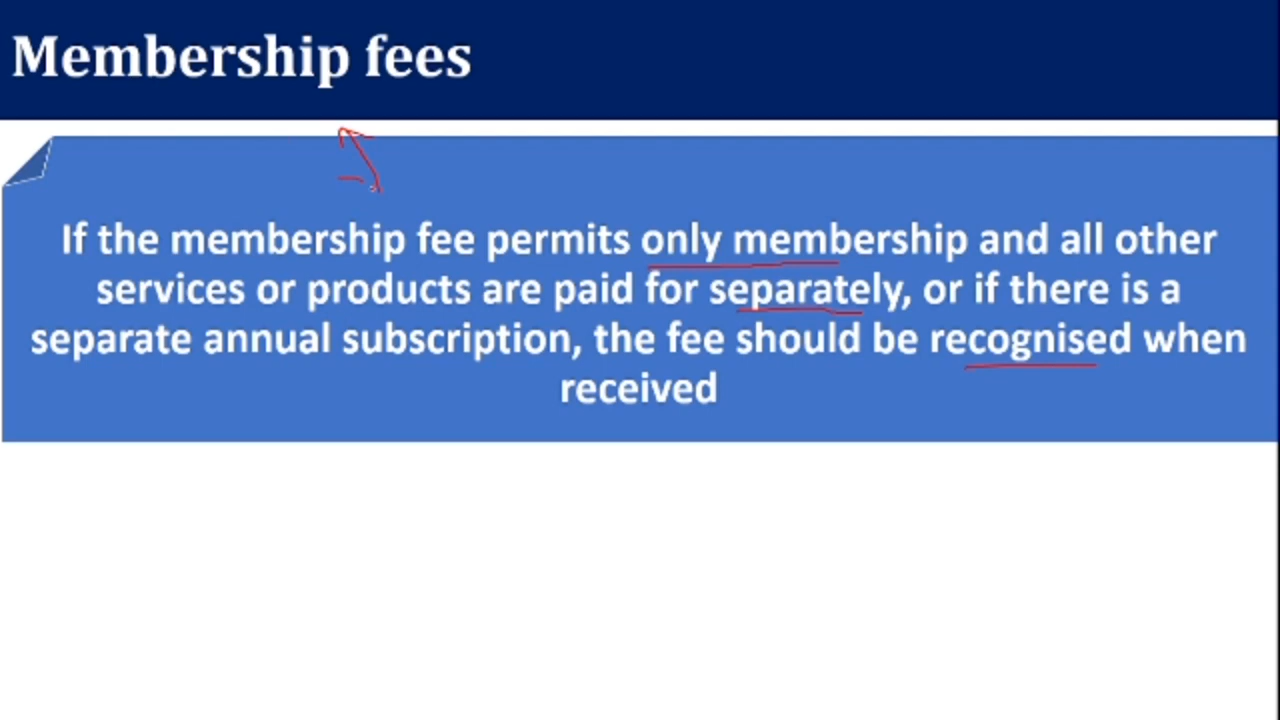 Membership fees
If the membership fee permits only membership and all other
services or products are paid for separately, or if there is a
separate annual subscription, the fee should be recognised when
received